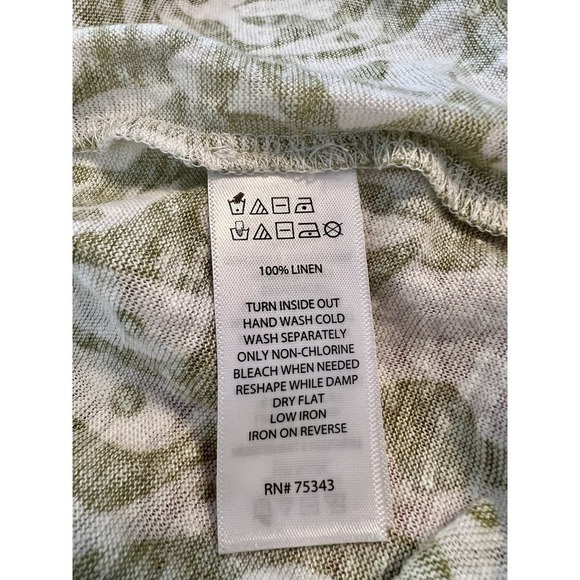 100% LINEN
TURN INSIDE OUT
HAND WASH COLD
WASH SEPARATELY
ONLY NON-CHLORINE
BLEACH WHEN NEEDED
RESHAPE WHILE DAMP
DRY FLAT
LOW IRON
IRON ON REVERSE
RN# 75343